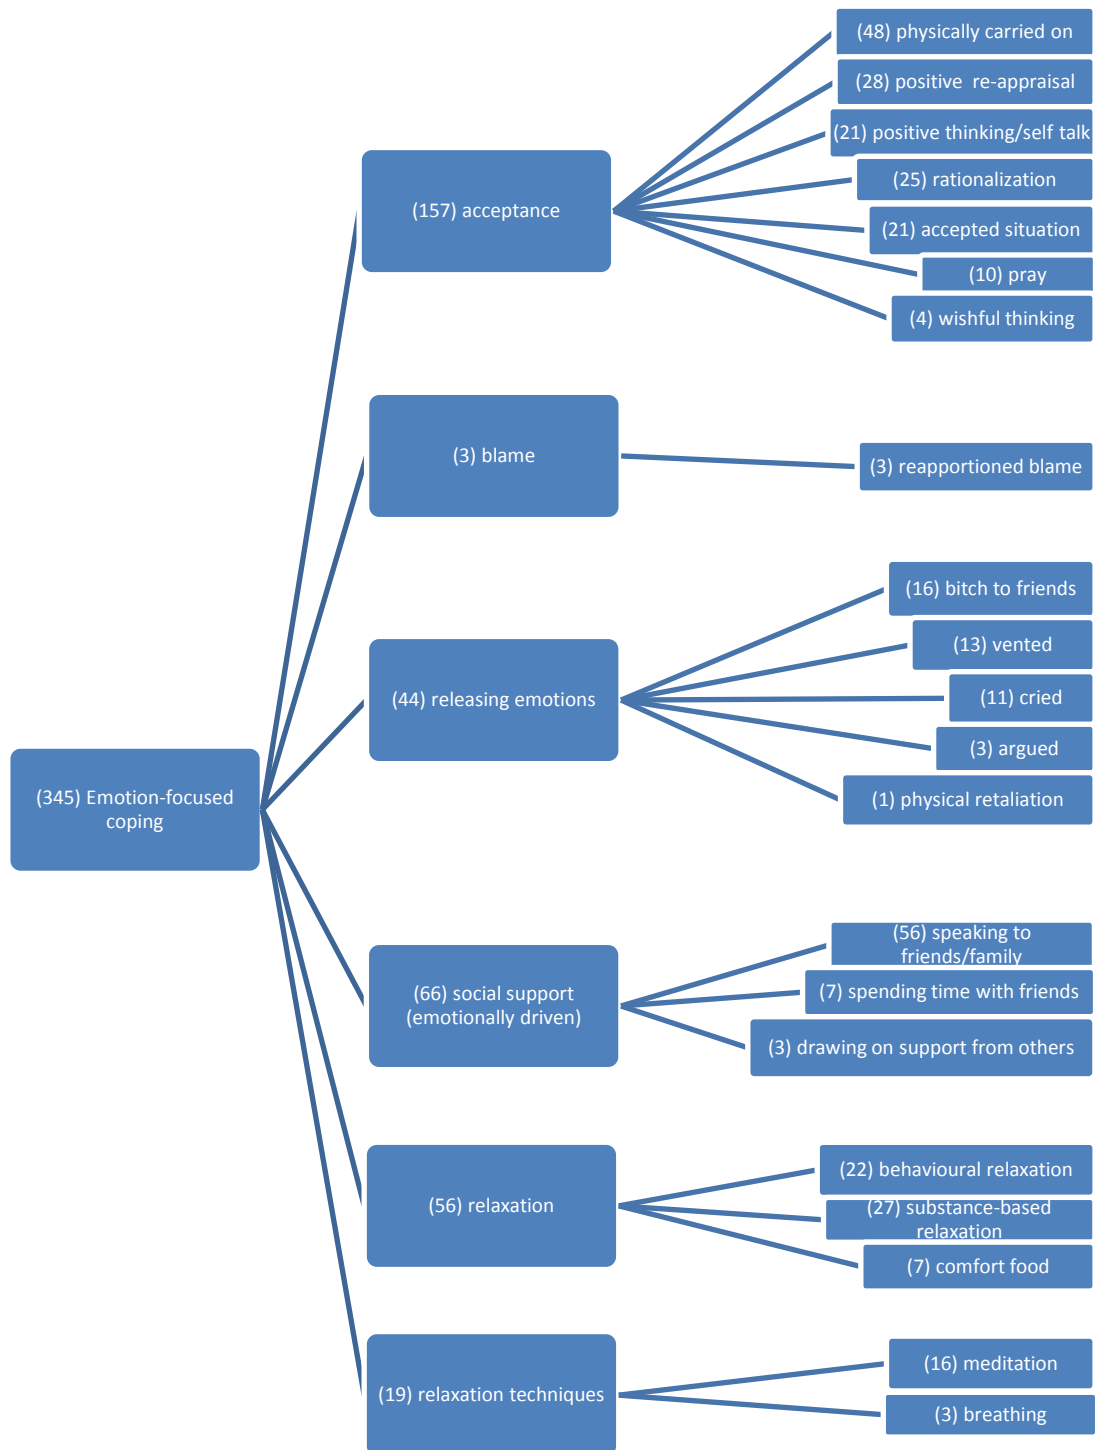 (48) physically carried on
(28) positive re-appraisal
(21) positive thinking/self talk
(157) acceptance
(25) rationalization
(21) accepted situation
(10) pray
(4) wishful thinking
(3) blame
(3) reapportioned blame
(16) bitch to friends
(13) vented
(44) releasing emotions
(11) cried
(3) argued
(1) physical retaliation
(345) Emotion-focused
coping
(56) speaking to
friends/family
(66) social support
(emotionally driven)
(7) spending time with friends
(3) drawing on support from others
(22) behavioural relaxation
(56) relaxation
(27) substance-based
relaxation
(7) comfort food
(19) relaxation techniques
(16) meditation
(3) breathing